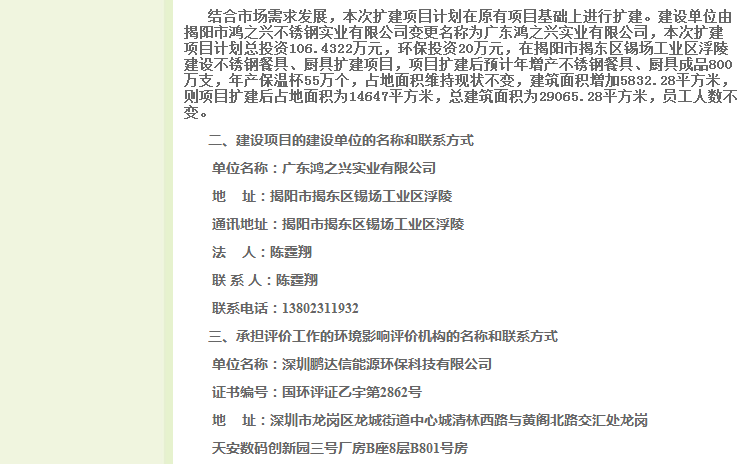 结合市场需求发展，本次扩建项目计划在原有项目基础上进行扩建。建设单位由
揭阳市鸿之兴不锈钢实业有限公司变更名称为广东鸿之兴实业有限公司，本次扩建
项目计划总投资106.4322万元，环保投资20万元，在揭阳市揭东区锡场工业区浮陵
建设不锈钢餐具、厨具扩建项目，项目扩建后预计年增产不锈钢餐具、厨具成品800
万支，年产保温杯55万个，占地面积维持现状不变，建筑面积增加5832.28平方米，
则项目扩建后占地面积为14647平方米，总建筑面积为29065.28平方米，员工人数不
变。
二、建设项目的建设单位的名称和联系方式
单位名称：广东鸿之兴实业有限公司
地　址：揭阳市揭东区锡场工业区浮陵
通讯地址：揭阳市揭东区锡场工业区浮陵
法　人：陈霆翔
联 系 人：陈霆翔
联系电话：13802311932
三、承担评价工作的环境影响评价机构的名称和联系方式
单位名称：深圳鹏达信能源环保科技有限公司
证书编号：国环评证乙字第2862号
地　址：深圳市龙岗区龙城街道中心城清林西路与黄阁北路交汇处龙岗
天安数码创新园三号厂房B座8层B801号房